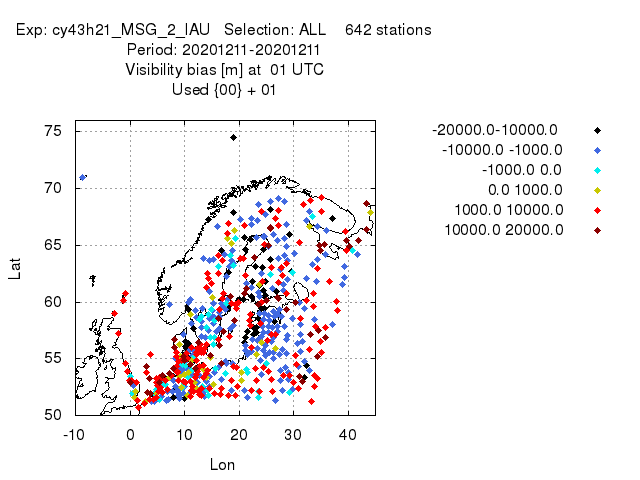 Exp: cy43h21_MSG_2_IAU Selection: ALL 642 stations
Period: 20201211-20201211
Visibility bias [m] at 01 UTC
Used {00} + 01
-20000.0-10000.0
-10000.0 -1000.0
-1000.0 0.0
0.0 1000.0
1000.0 10000.0
10000.0 20000.0
75
70
65
60
55
50
Lat
-10 0 10 20 30 40
Lon